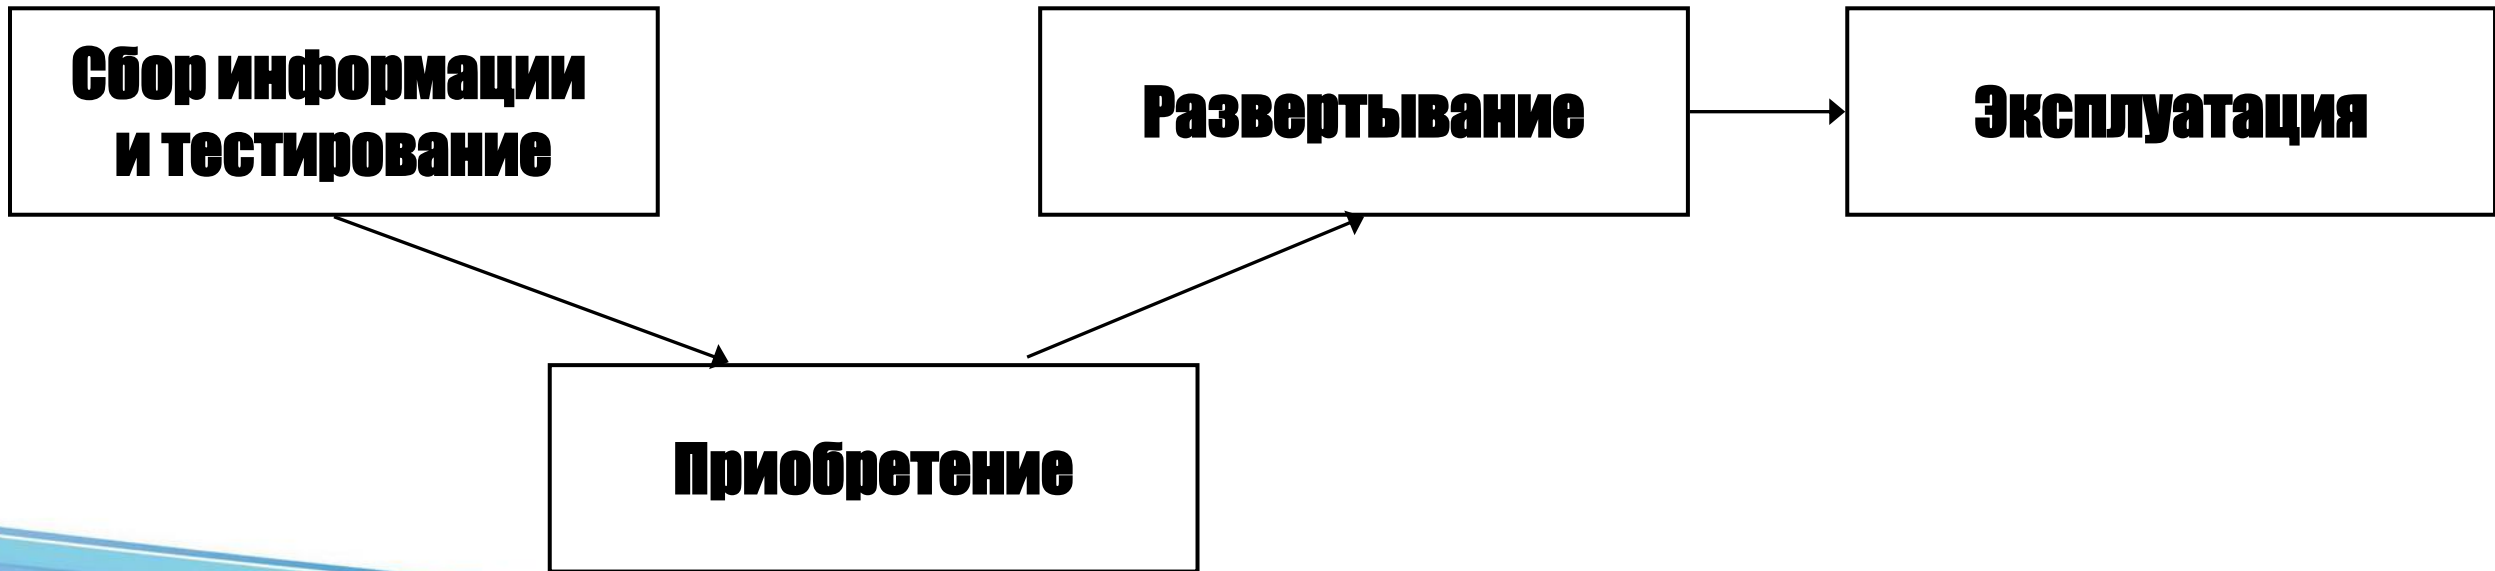 Сбор информации
и тестирование
Приобретение
Развертывание
Эксплуатация